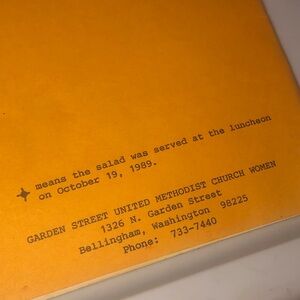 ✦ means the salad was served at the luncheon
on October 19, 1989.
GARDEN STREET UNITED METHODIST CHURCH WOMEN
1326 N. Garden Street
Bellingham, Washington 98225
Phone: 733-7440